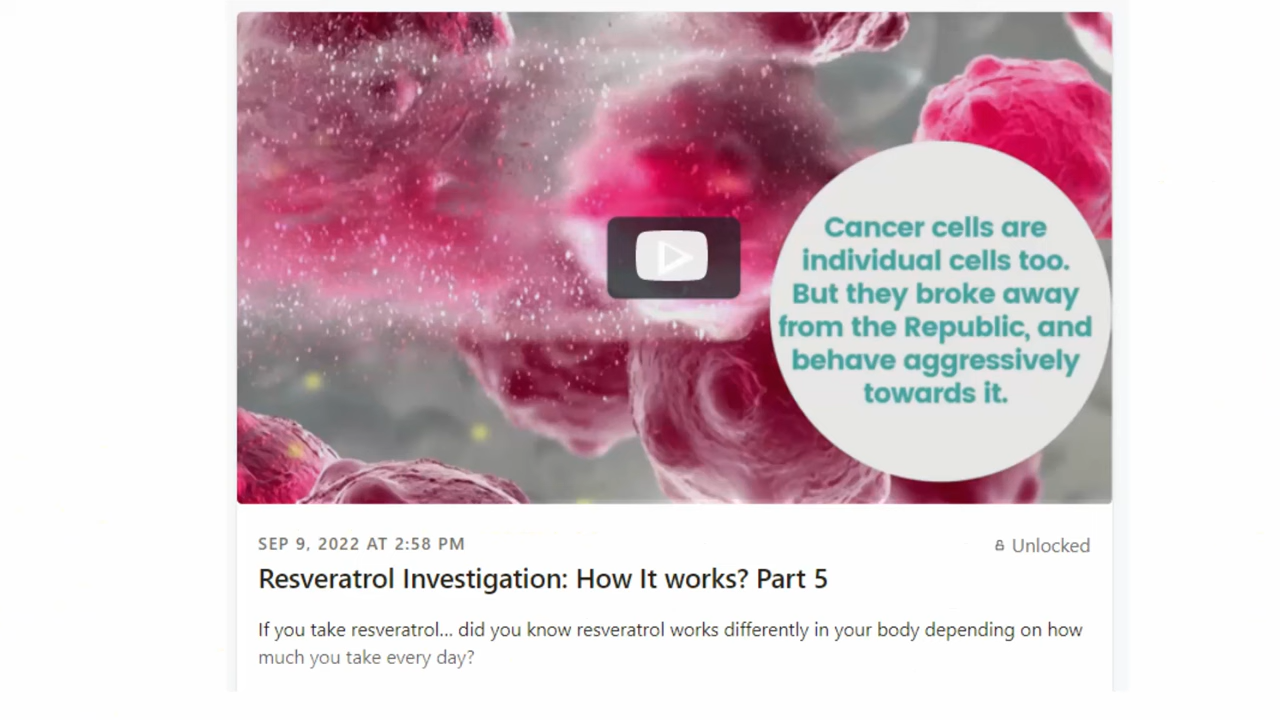 Cancer cells are
individual cells too.
But they broke away
from the Republic, and
behave aggressively
towards it.
SEP 9, 2022 AT 2:58 PM
Unlocked
Resveratrol Investigation: How It works? Part 5
If you take resveratrol... did you know resveratrol works differently in your body depending on how
much you take every day?